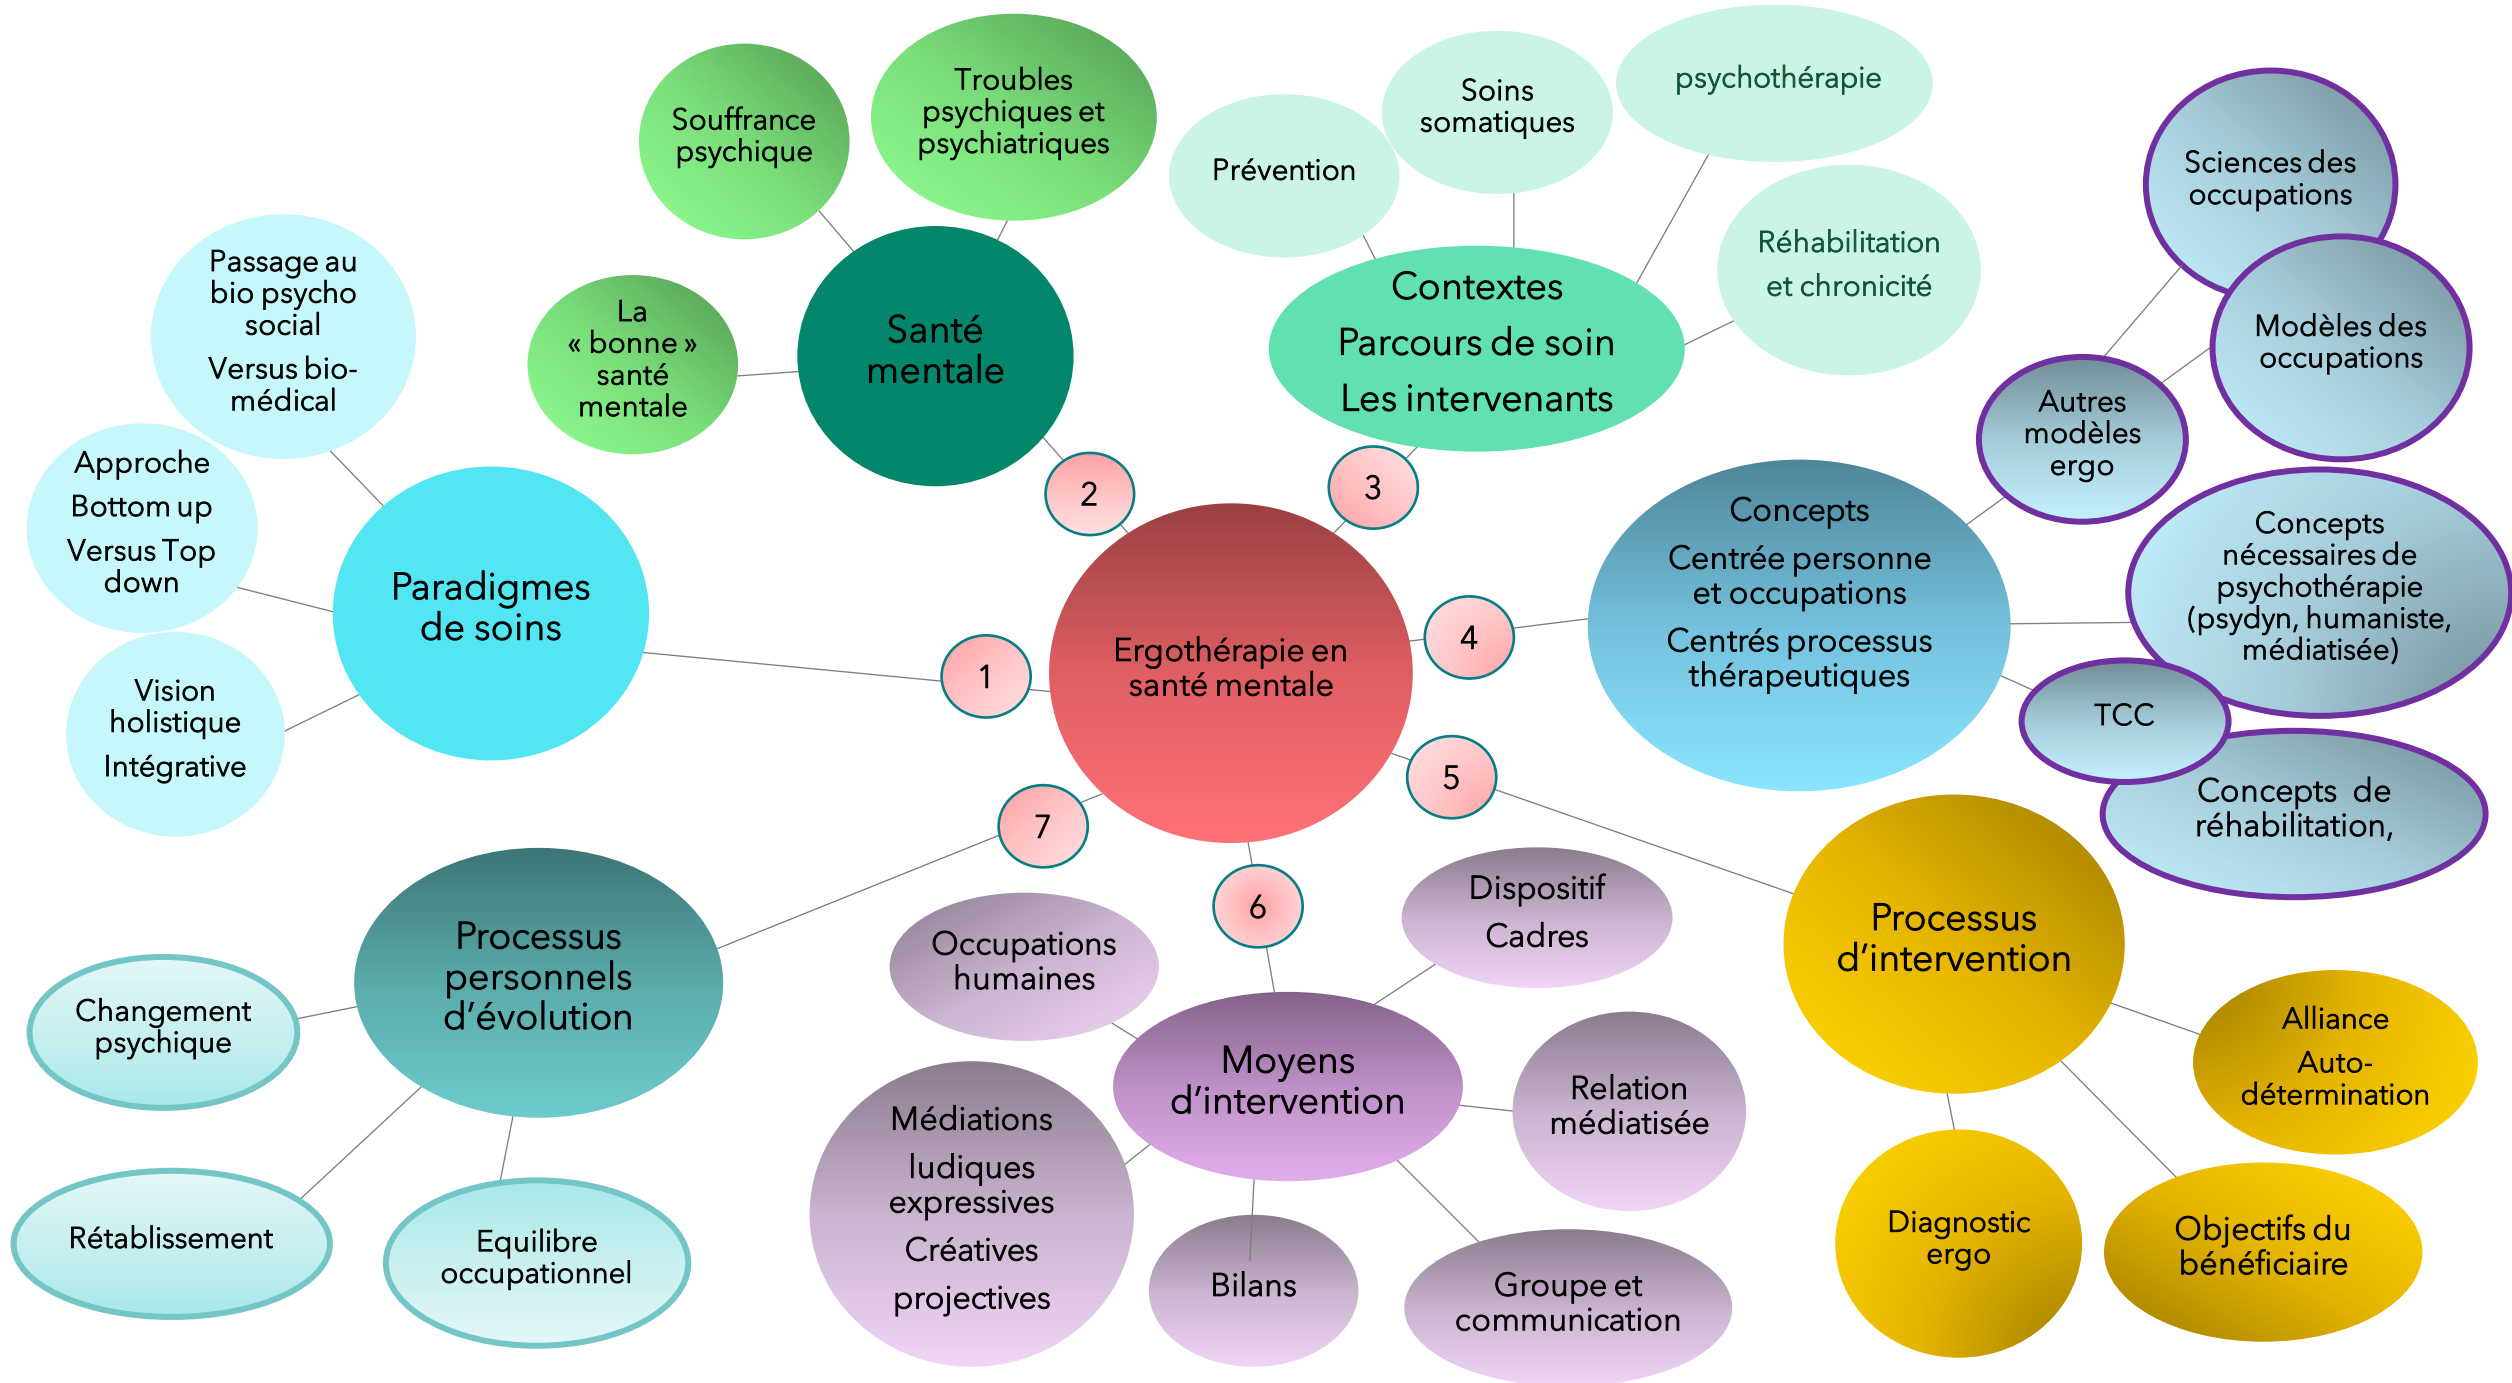 Ergothérapie en
santé mentale
1
Paradigmes
de soins
Passage au
bio psycho
social
Versus bio-
médical
Approche
Bottom up
Versus Top
down
Vision
holistique
Intégrative
2
Santé
mentale
La
« bonne »
santé
mentale
Souffrance
psychique
Troubles
psychiques et
psychiatriques
3
Contextes
Parcours de soin
Les intervenants
Prévention
Soins
somatiques
psychothérapie
Réhabilitation
et chronicité
4
Concepts
Centrée personne
et occupations
Centrés processus
thérapeutiques
Autres
modèles
ergo
Sciences des
occupations
Modèles des
occupations
Concepts
nécessaires de
psychothérapie
(psydyn, humaniste,
médiatisée)
TCC
Concepts  de
réhabilitation,
5
Processus
d’intervention
Alliance
Auto-
détermination
Objectifs du
bénéficiaire
Diagnostic
ergo
6
Moyens
d’intervention
Occupations
humaines
Dispositif
Cadres
Relation
médiatisée
Groupe et
communication
Bilans
Médiations
ludiques
expressives
Créatives
projectives
7
Processus
personnels
d’évolution
Changement
psychique
Rétablissement
Equilibre
occupationnel